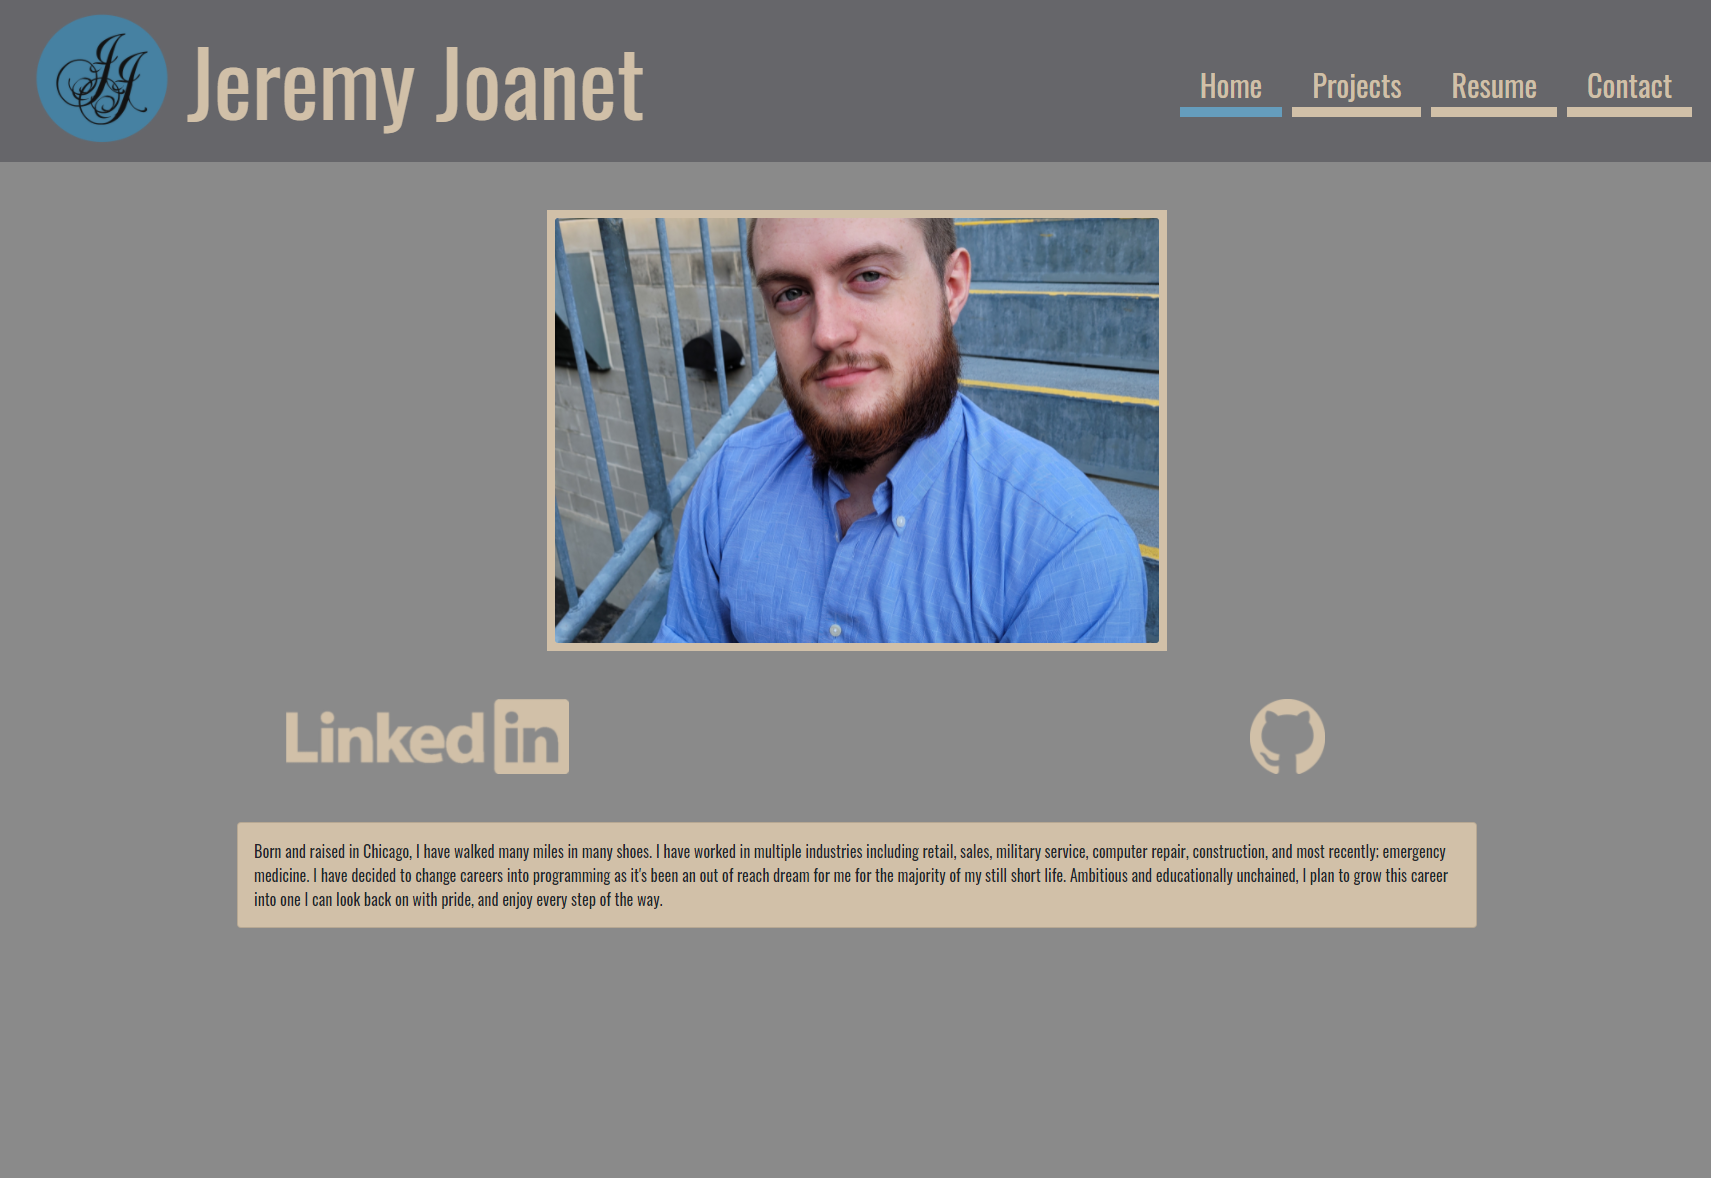 JJ
Jeremy Joanet
Home Projects Resume Contact
Linked in
Born and raised in Chicago, I have walked many miles in many shoes. I have worked in multiple industries including retail, sales, military service, computer repair, construction, and most recently; emergency
medicine. I have decided to change careers into programming as it's been an out of reach dream for me for the majority of my still short life. Ambitious and educationally unchained, I plan to grow this career
into one I can look back on with pride, and enjoy every step of the way.